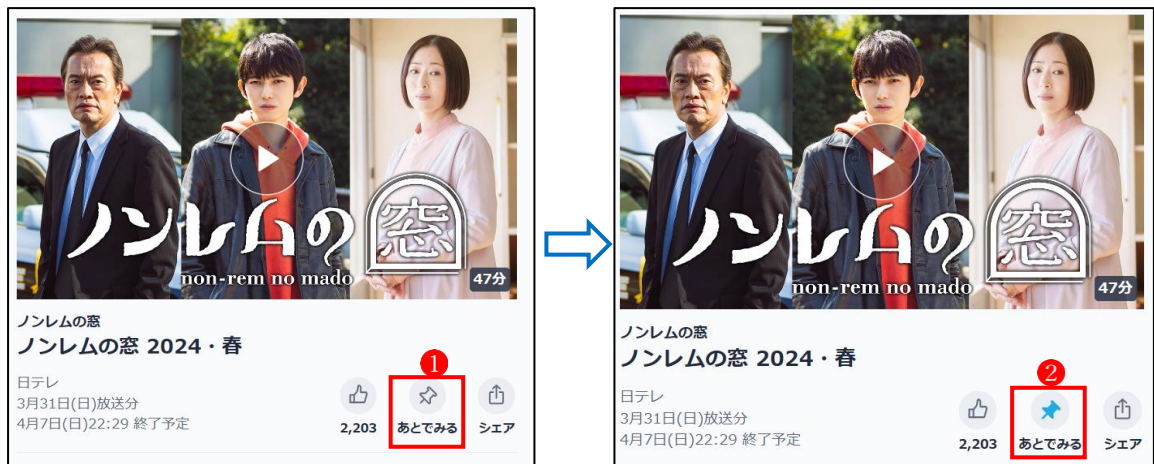 ノンレムの窓
non-rem no mado
47分
ノンレムの窓
ノンレムの窓 2024・春
日テレ
3月31日(日)放送分
4月7日(日)22:29 終了予定
1
2,203
あとでみる
シェア
ノンレムの窓
non-rem no mado
47分
ノンレムの窓
ノンレムの窓 2024・春
日テレ
3月31日(日)放送分
4月7日(日)22:29 終了予定
2
2,203
あとでみる
シェア